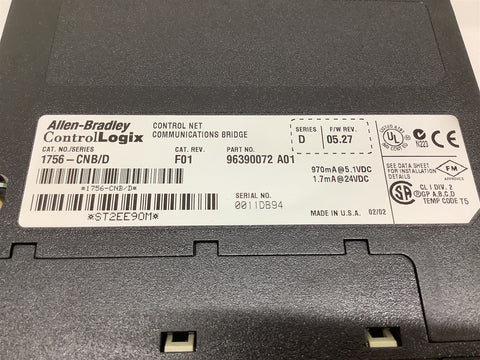 Allen-Bradley
ControlLogix
CONTROL NET
COMMUNICATIONS BRIDGE
SERIES
D
F/W REV.
05.27
CAT. NO./SERIES
1756-CNB/D
CAT. REV.
F01
PART NO.
96390072 A01
*1756-CNB/D*
*ST2EE90M*
SERIAL NO.
0011DB94
970mA@5.1VDC
1.7mA@24VDC
MADE IN U.S.A. 02/02
N223
SEE DATA SHEET
FOR INSTALLATION
DETAILS
FM
APPROVED
CL I DIV. 2
GP A,B,C,D
TEMP CODE T5